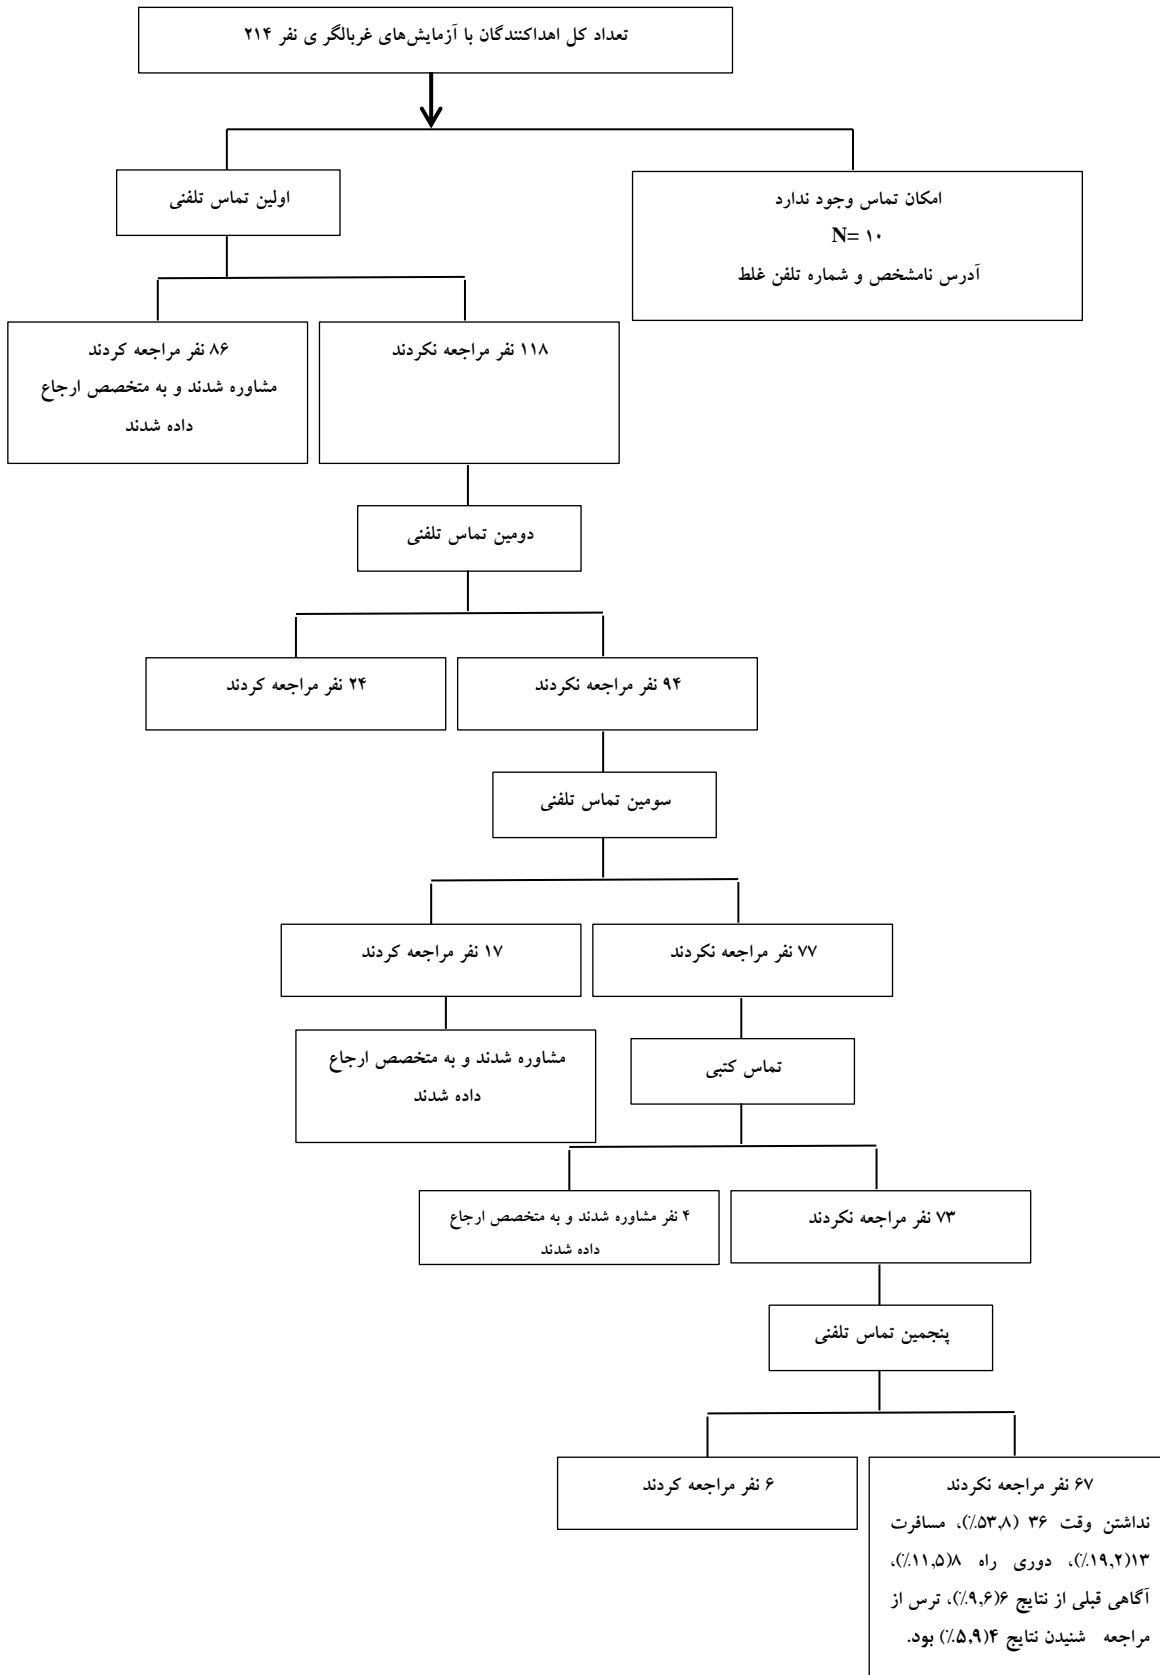 تعداد کل اهداکنندگان با آزمایش‌های غربالگر ی نفر ۲۱۴
اولین تماس تلفنی
امکان تماس وجود ندارد
N= ۱۰
آدرس نامشخص و شماره تلفن غلط
۸۶ نفر مراجعه کردند
مشاوره شدند و به متخصص ارجاع
داده شدند
۱۱۸ نفر مراجعه نکردند
دومین تماس تلفنی
۲۴ نفر مراجعه کردند
۹۴ نفر مراجعه نکردند
سومین تماس تلفنی
۱۷ نفر مراجعه کردند
۷۷ نفر مراجعه نکردند
مشاوره شدند و به متخصص ارجاع
داده شدند
تماس کتبی
۴ نفر مشاوره شدند و به متخصص ارجاع
داده شدند
۷۳ نفر مراجعه نکردند
پنجمین تماس تلفنی
۶ نفر مراجعه کردند
۶۷ نفر مراجعه نکردند
نداشتن وقت ۳۶ (۵۳,۸٪)، مسافرت
۱۳(۱۹,۲٪)، دوری راه ۸(۱۱,۵٪)،
آگاهی قبلی از نتایج ۶(۹,۶٪)، ترس از
مراجعه شنیدن نتایج ۴(۵,۹٪) بود.